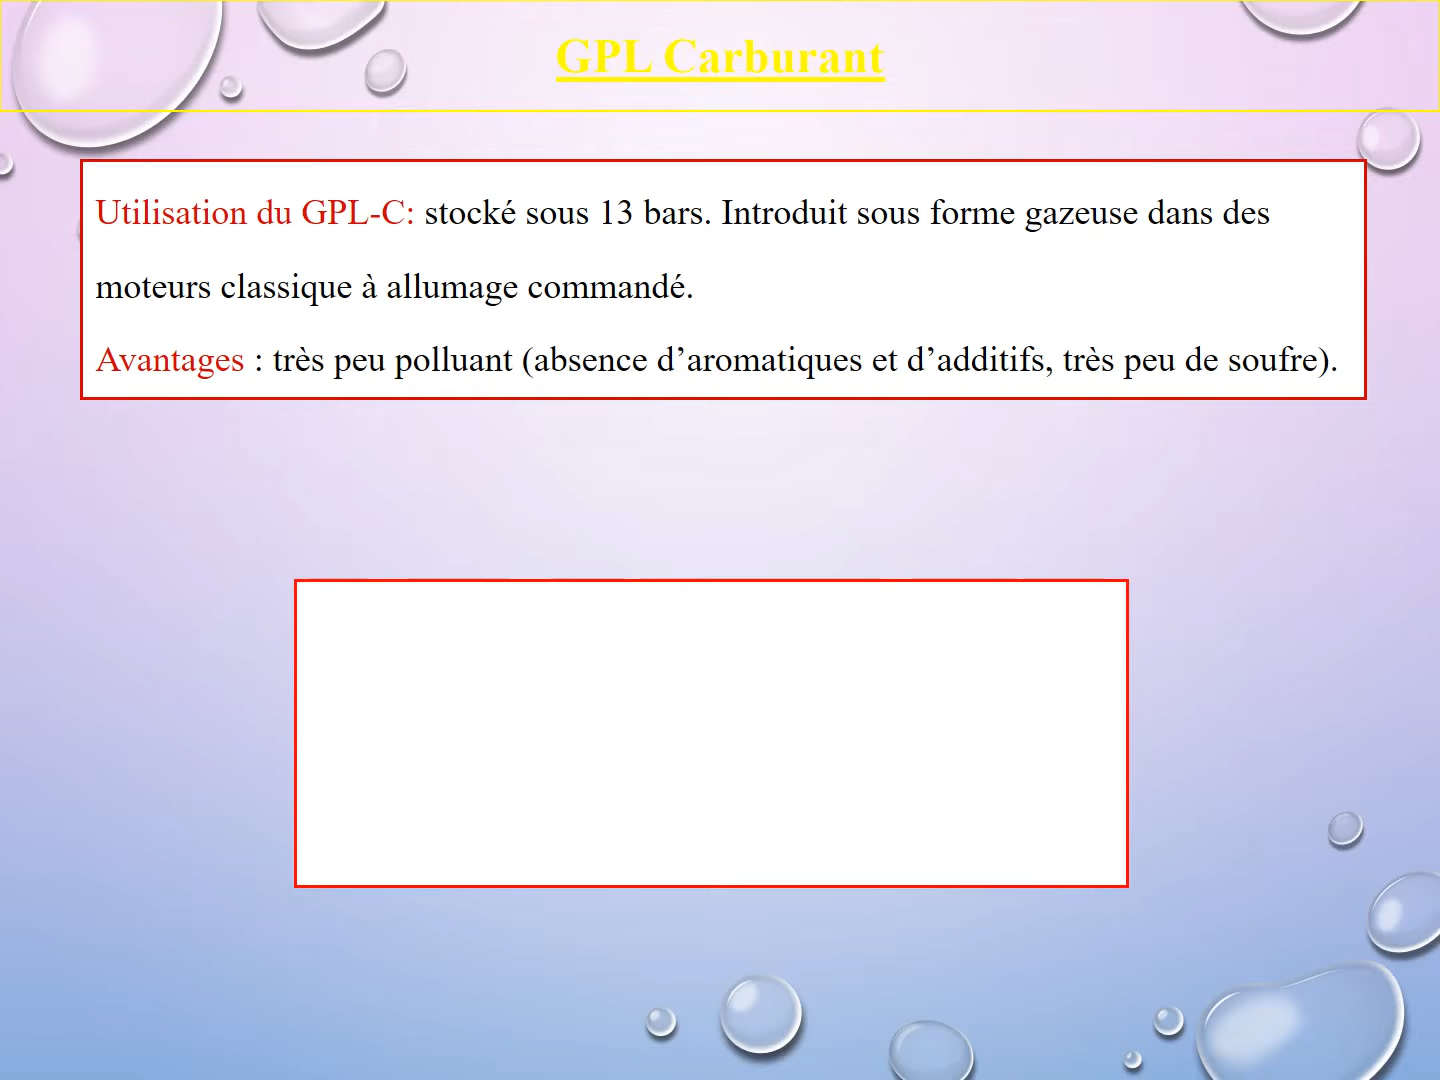 GPL Carburant
Utilisation du GPL-C: stocké sous 13 bars. Introduit sous forme gazeuse dans des
moteurs classique à allumage commandé.
Avantages : très peu polluant (absence d’aromatiques et d’additifs, très peu de soufre).